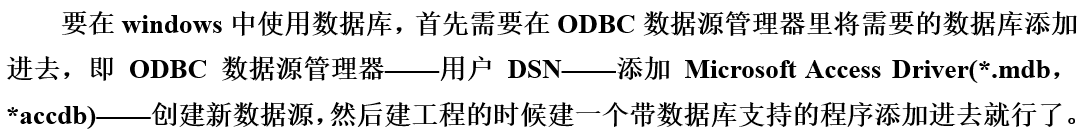 要在 windows 中使用数据库，首先需要在 ODBC 数据源管理器里将需要的数据库添加
进去，即 ODBC 数据源管理器——用户 DSN——添加 Microsoft Access Driver(*.mdb，
*accdb)——创建新数据源，然后建工程的时候建一个带数据库支持的程序添加进去就行了。